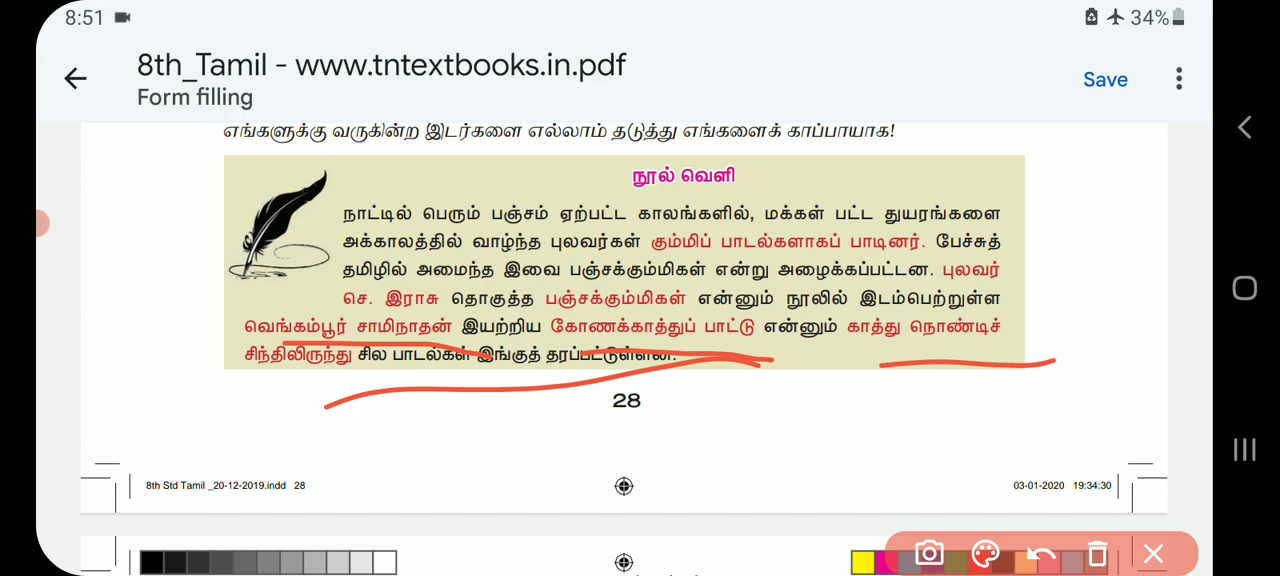 8:51
34%
8th_Tamil - www.tntextbooks.in.pdf
Form filling
Save
எங்களுக்கு வருகின்ற இடர்களை எல்லாம் தடுத்து எங்களைக் காப்பாயாக!
நூல் வெளி
நாட்டில் பெரும் பஞ்சம் ஏற்பட்ட காலங்களில், மக்கள் பட்ட துயரங்களை
அக்காலத்தில் வாழ்ந்த புலவர்கள் கும்மிப் பாடல்களாகப் பாடினர். பேச்சுத்
தமிழில் அமைந்த இவை பஞ்சக்கும்மிகள் என்று அழைக்கப்பட்டன. புலவர்
செ. இராசு தொகுத்த பஞ்சக்கும்மிகள் என்னும் நூலில் இடம்பெற்றுள்ள
வெங்கம்பூர் சாமிநாதன் இயற்றிய கோணக்காத்துப் பாட்டு என்னும் காத்து நொண்டிச்
சிந்திலிருந்து சில பாடல்கள் இங்குத் தரப்பட்டுள்ளன.
28
8th Std Tamil _20-12-2019.indd 28
03-01-2020 19:34:30